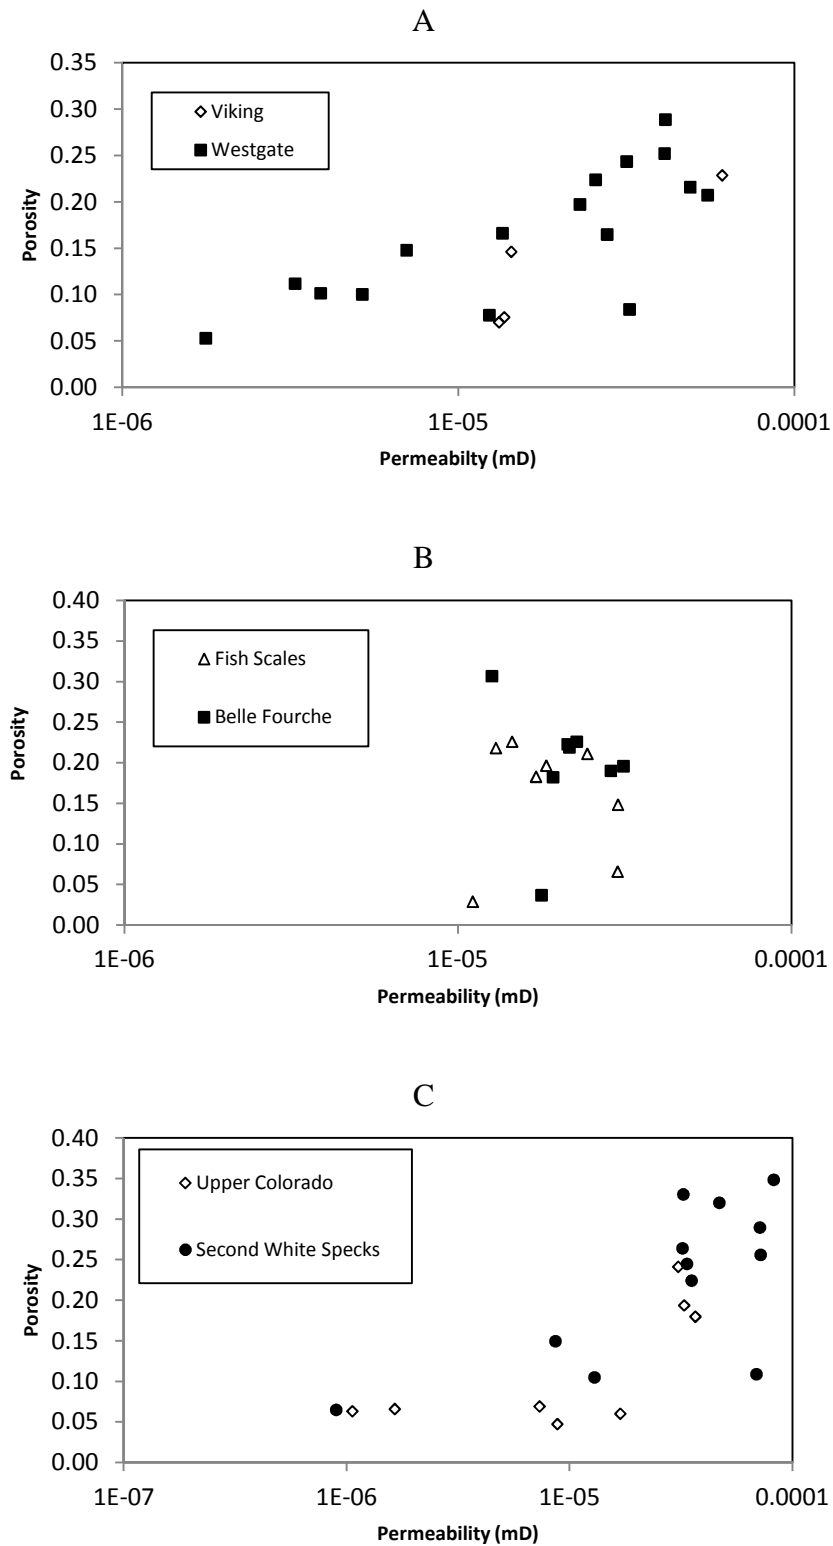 A
0.35
0.30
0.25
0.20
0.15
0.10
0.05
0.00
Porosity
Viking
Westgate
1E-06 1E-05 0.0001
Permeabilty (mD)
B
0.40
0.35
0.30
0.25
0.20
0.15
0.10
0.05
0.00
Porosity
Fish Scales
Belle Fourche
1E-06 1E-05 0.0001
Permeability (mD)
C
0.40
0.35
0.30
0.25
0.20
0.15
0.10
0.05
0.00
Porosity
Upper Colorado
Second White Specks
1E-07 1E-06 1E-05 0.0001
Permeability (mD)